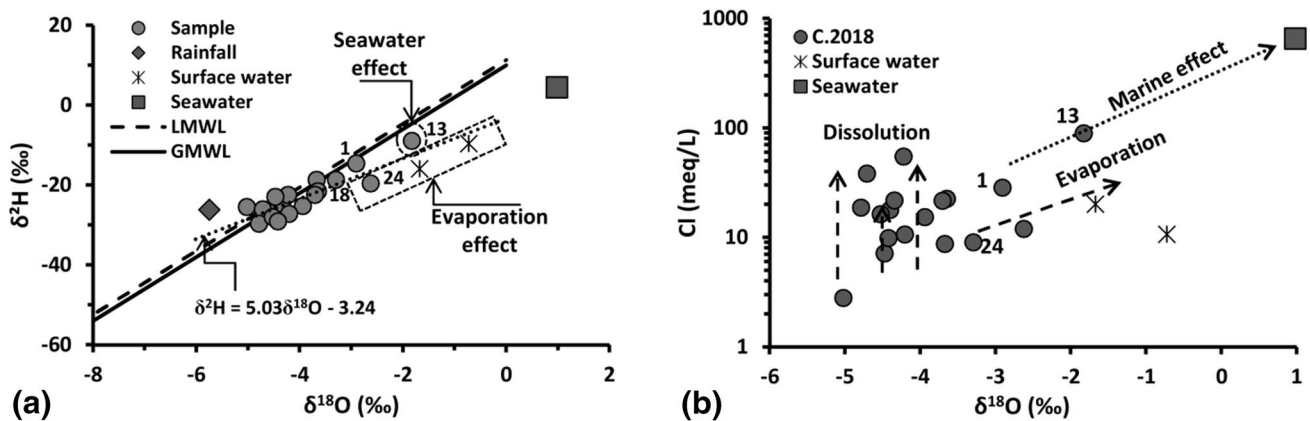 20
0
-20
-40
-60
δ²H (‰)
Sample
Rainfall
Surface water
Seawater
LMWL
GMWL
Seawater
effect
13
1
24
18
Evaporation
effect
δ²H = 5.03δ¹⁸O - 3.24
-8
-6
-4
-2
0
δ¹⁸O (‰)
(a)
1000
100
10
1
Cl (meq/L)
C.2018
Surface water
Seawater
Marine effect
13
Dissolution
1
Evaporation
24
-6
-5
-4
-3
-2
-1
0
1
δ¹⁸O (‰)
(b)